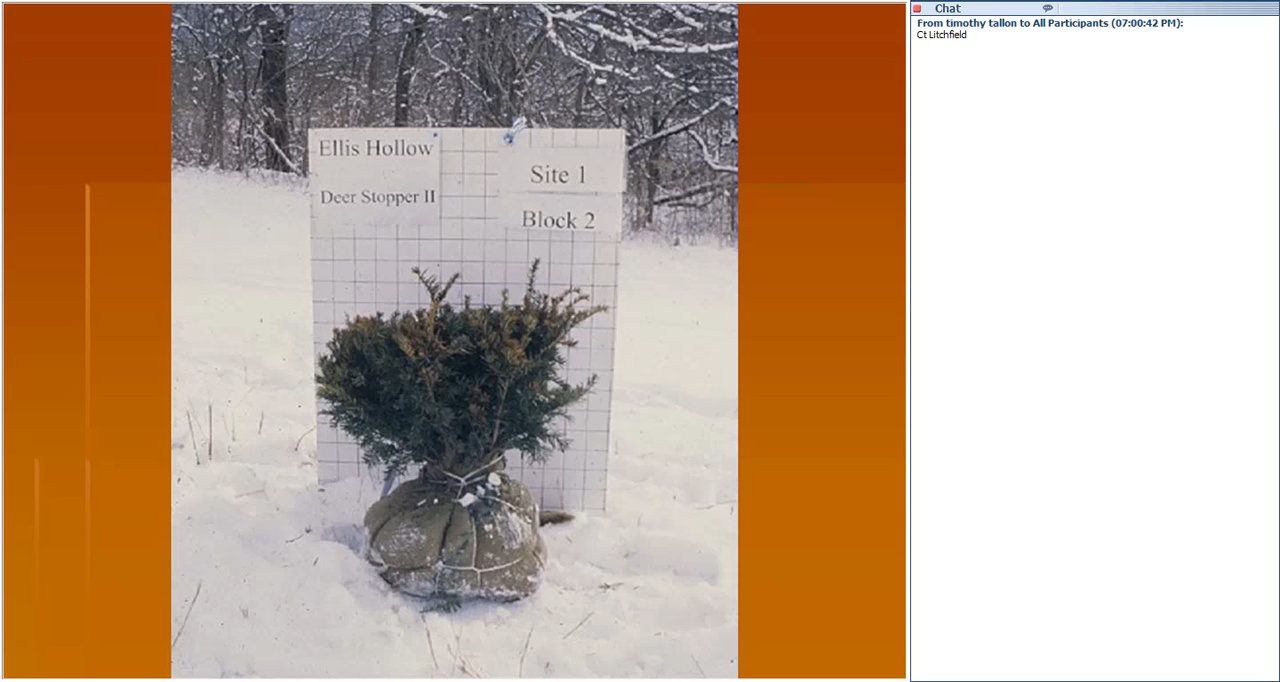 Ellis Hollow
Deer Stopper II
Site 1
Block 2
Chat
From timothy tallon to All Participants (07:00:42 PM):
Ct Litchfield